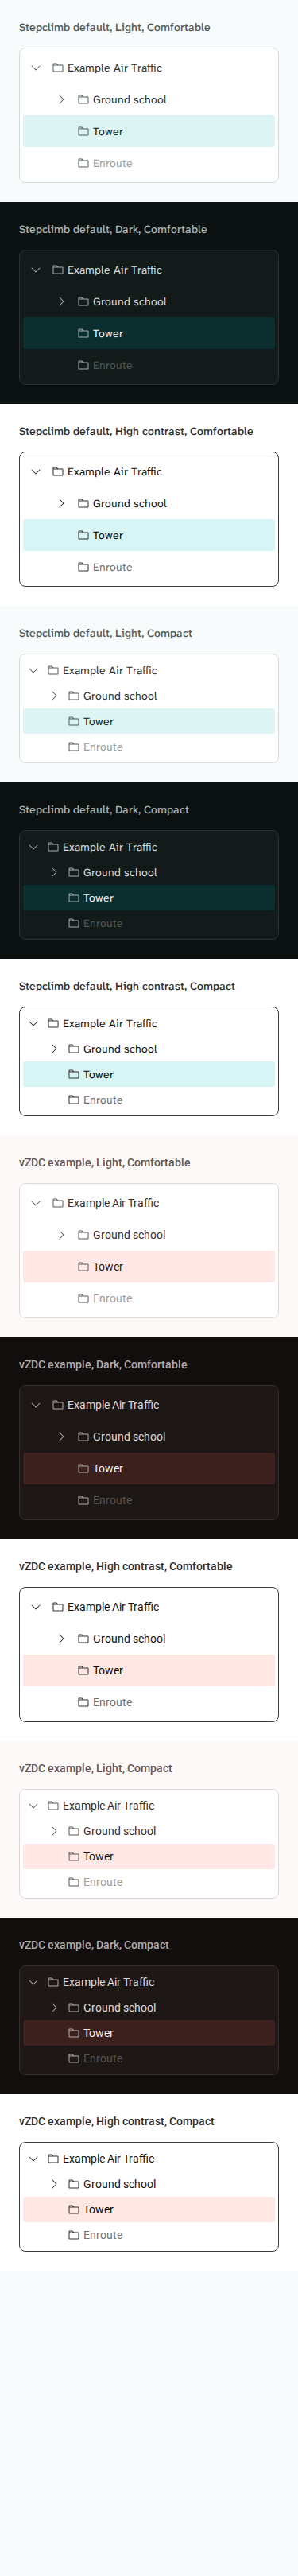 Stepclimb default, Light, Comfortable
Example Air Traffic
Ground school
Tower
Enroute
Stepclimb default, Dark, Comfortable
Example Air Traffic
Ground school
Tower
Enroute
Stepclimb default, High contrast, Comfortable
Example Air Traffic
Ground school
Tower
Enroute
Stepclimb default, Light, Compact
Example Air Traffic
Ground school
Tower
Enroute
Stepclimb default, Dark, Compact
Example Air Traffic
Ground school
Tower
Enroute
Stepclimb default, High contrast, Compact
Example Air Traffic
Ground school
Tower
Enroute
vZDC example, Light, Comfortable
Example Air Traffic
Ground school
Tower
Enroute
vZDC example, Dark, Comfortable
Example Air Traffic
Ground school
Tower
Enroute
vZDC example, High contrast, Comfortable
Example Air Traffic
Ground school
Tower
Enroute
vZDC example, Light, Compact
Example Air Traffic
Ground school
Tower
Enroute
vZDC example, Dark, Compact
Example Air Traffic
Ground school
Tower
Enroute
vZDC example, High contrast, Compact
Example Air Traffic
Ground school
Tower
Enroute